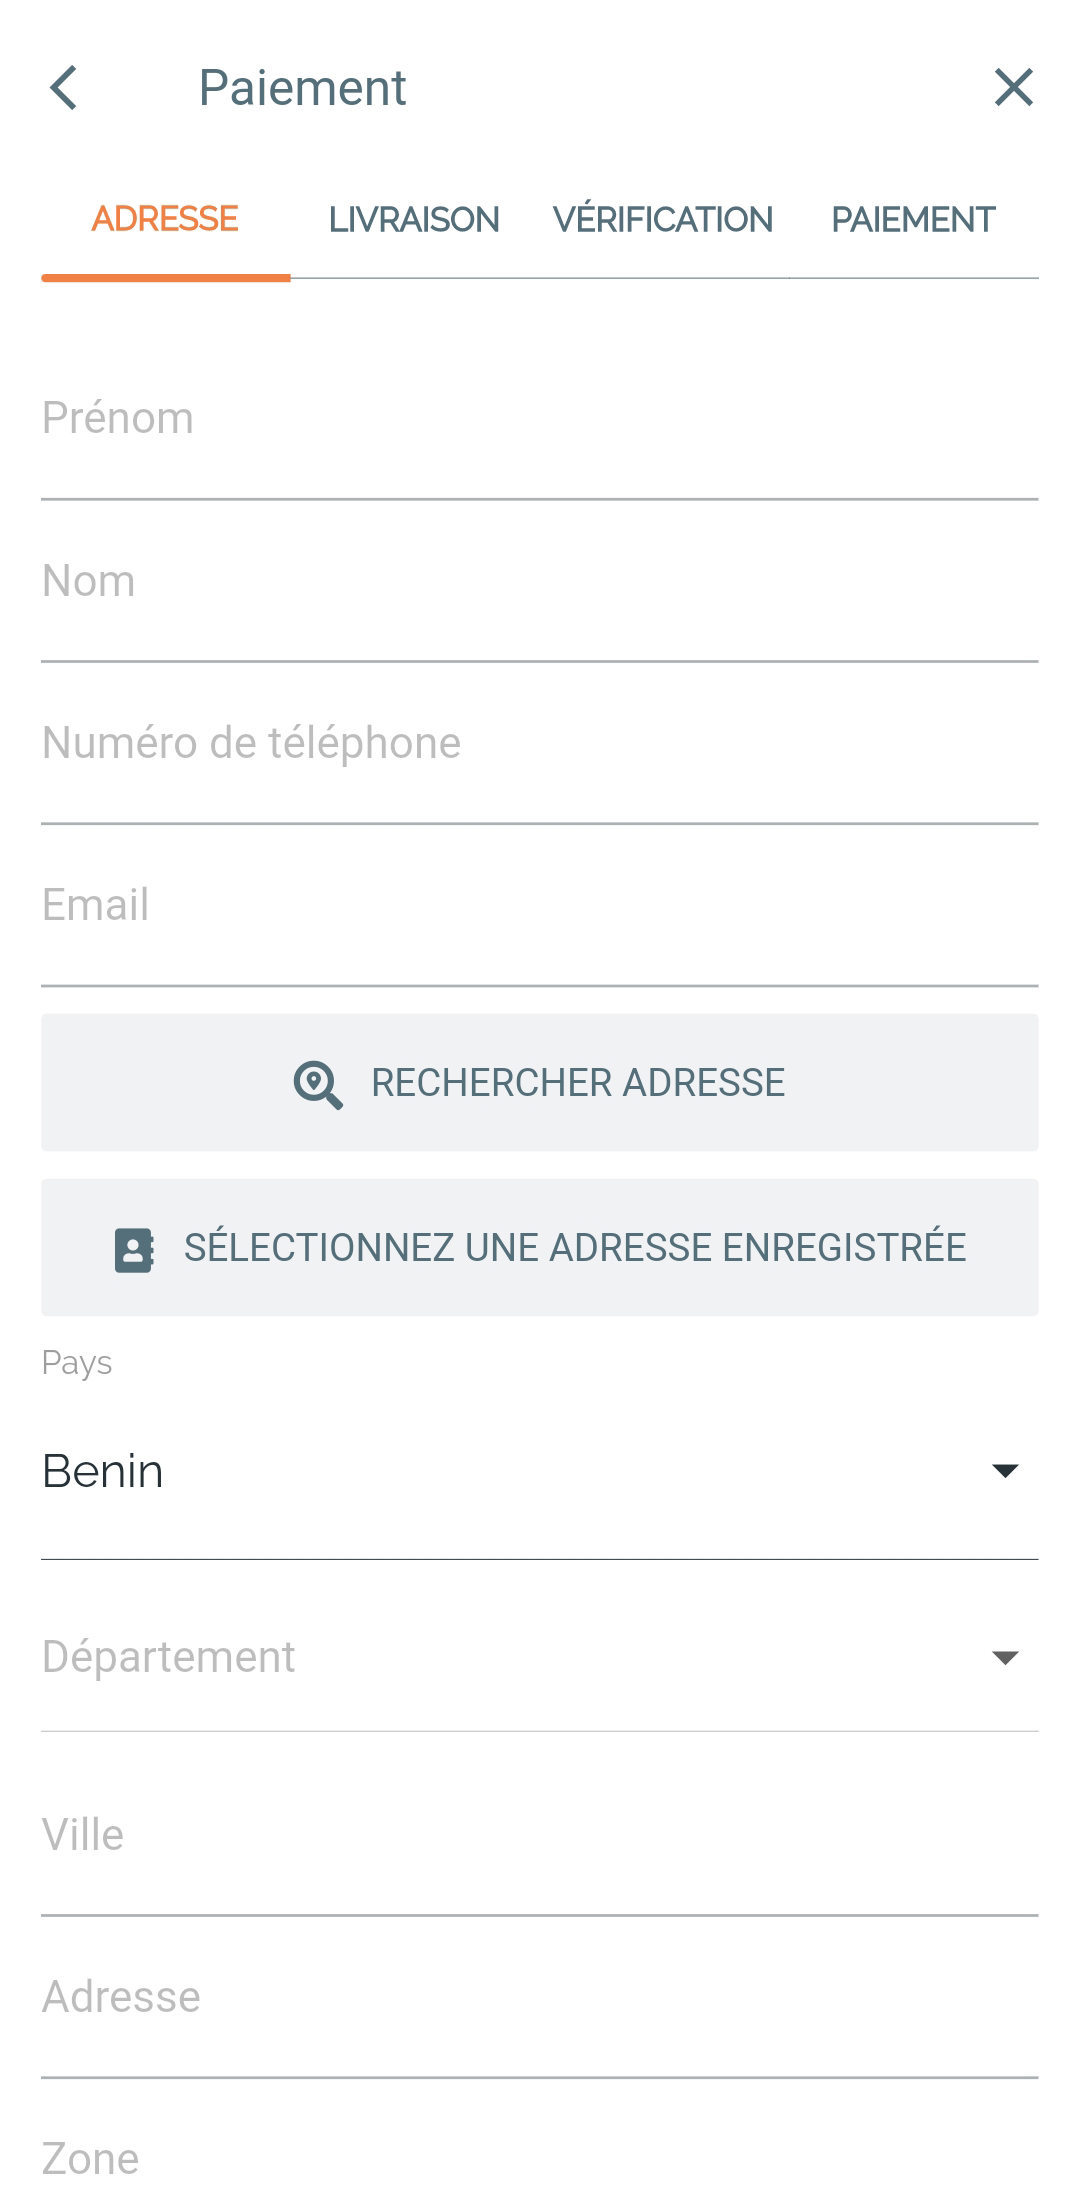 Paiement
ADRESSE LIVRAISON VÉRIFICATION PAIEMENT
Prénom
Nom
Numéro de téléphone
Email
RECHERCHER ADRESSE
SÉLECTIONNEZ UNE ADRESSE ENREGISTRÉE
Pays
Benin
Département
Ville
Adresse
Zone